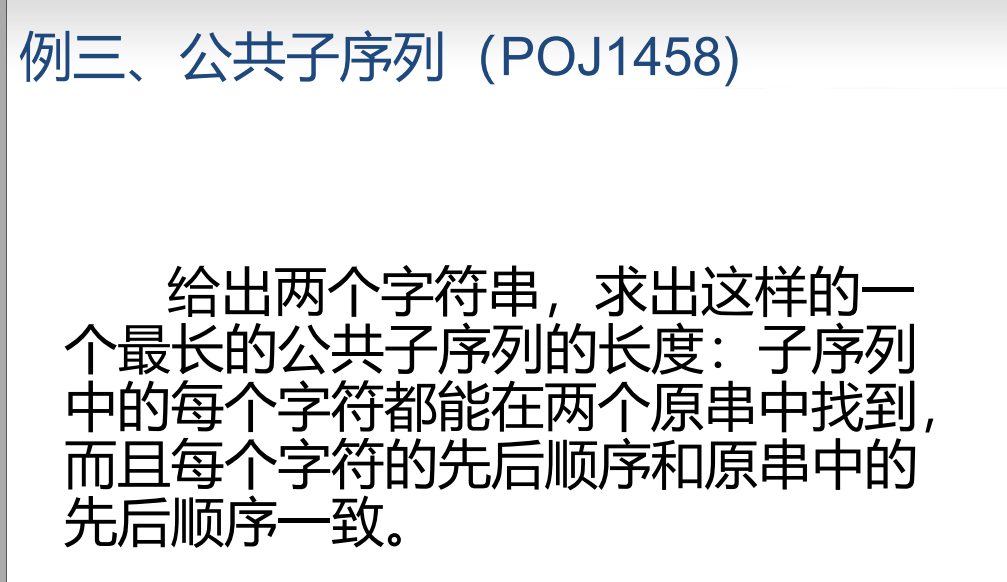 例三、公共子序列（POJ1458）
给出两个字符串，求出这样的一
个最长的公共子序列的长度：子序列
中的每个字符都能在两个原串中找到，
而且每个字符的先后顺序和原串中的
先后顺序一致。